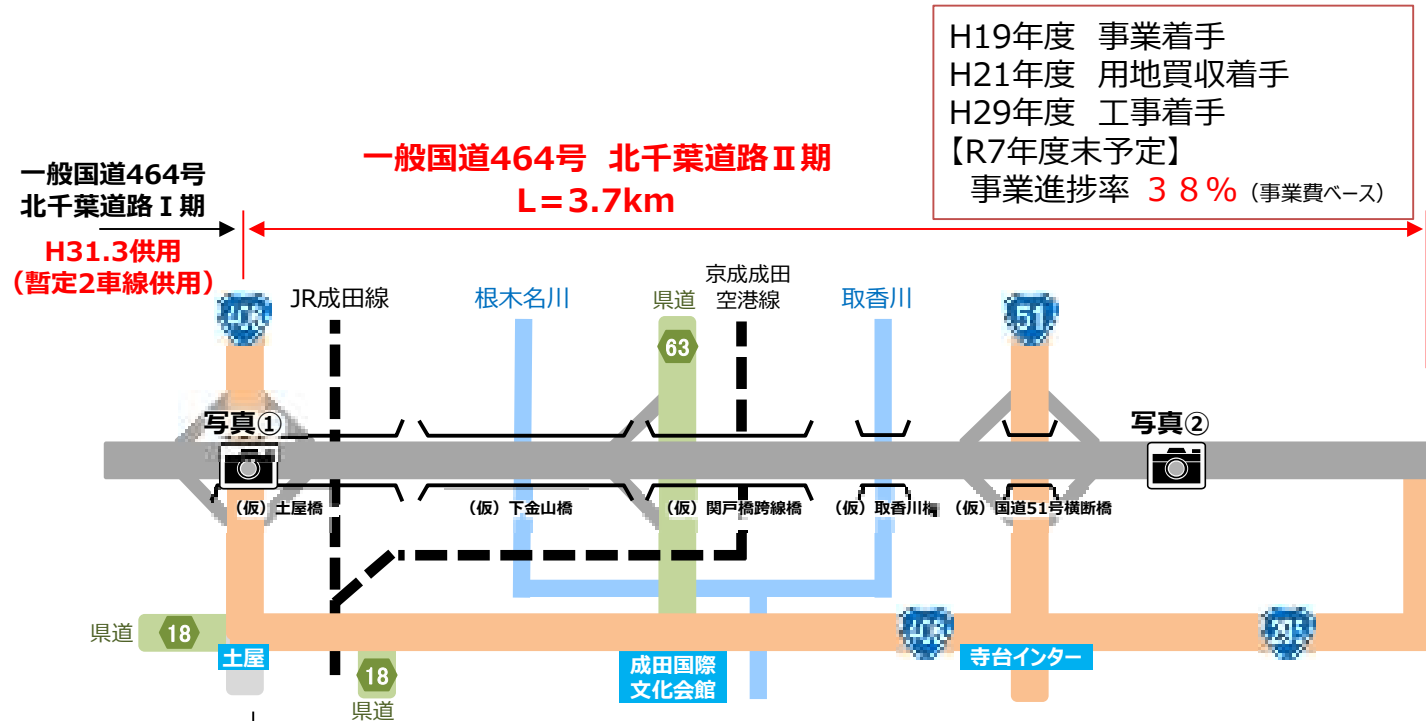 H19年度 事業着手
H21年度 用地買収着手
H29年度 工事着手
【R7年度末予定】
事業進捗率 38%(事業費ベース)
一般国道464号
北千葉道路Ⅰ期
H31.3供用
(暫定2車線供用)
一般国道464号 北千葉道路Ⅱ期
L=3.7km
JR成田線
根木名川
県道
京成成田
空港線
取香川
408
63
51
写真①
写真②
(仮)土屋橋
(仮)下金山橋
(仮)関戸橋跨線橋
(仮)取香川橋
(仮)国道51号横断橋
県道
18
土屋
18
県道
成田国際
文化会館
408
寺台インター